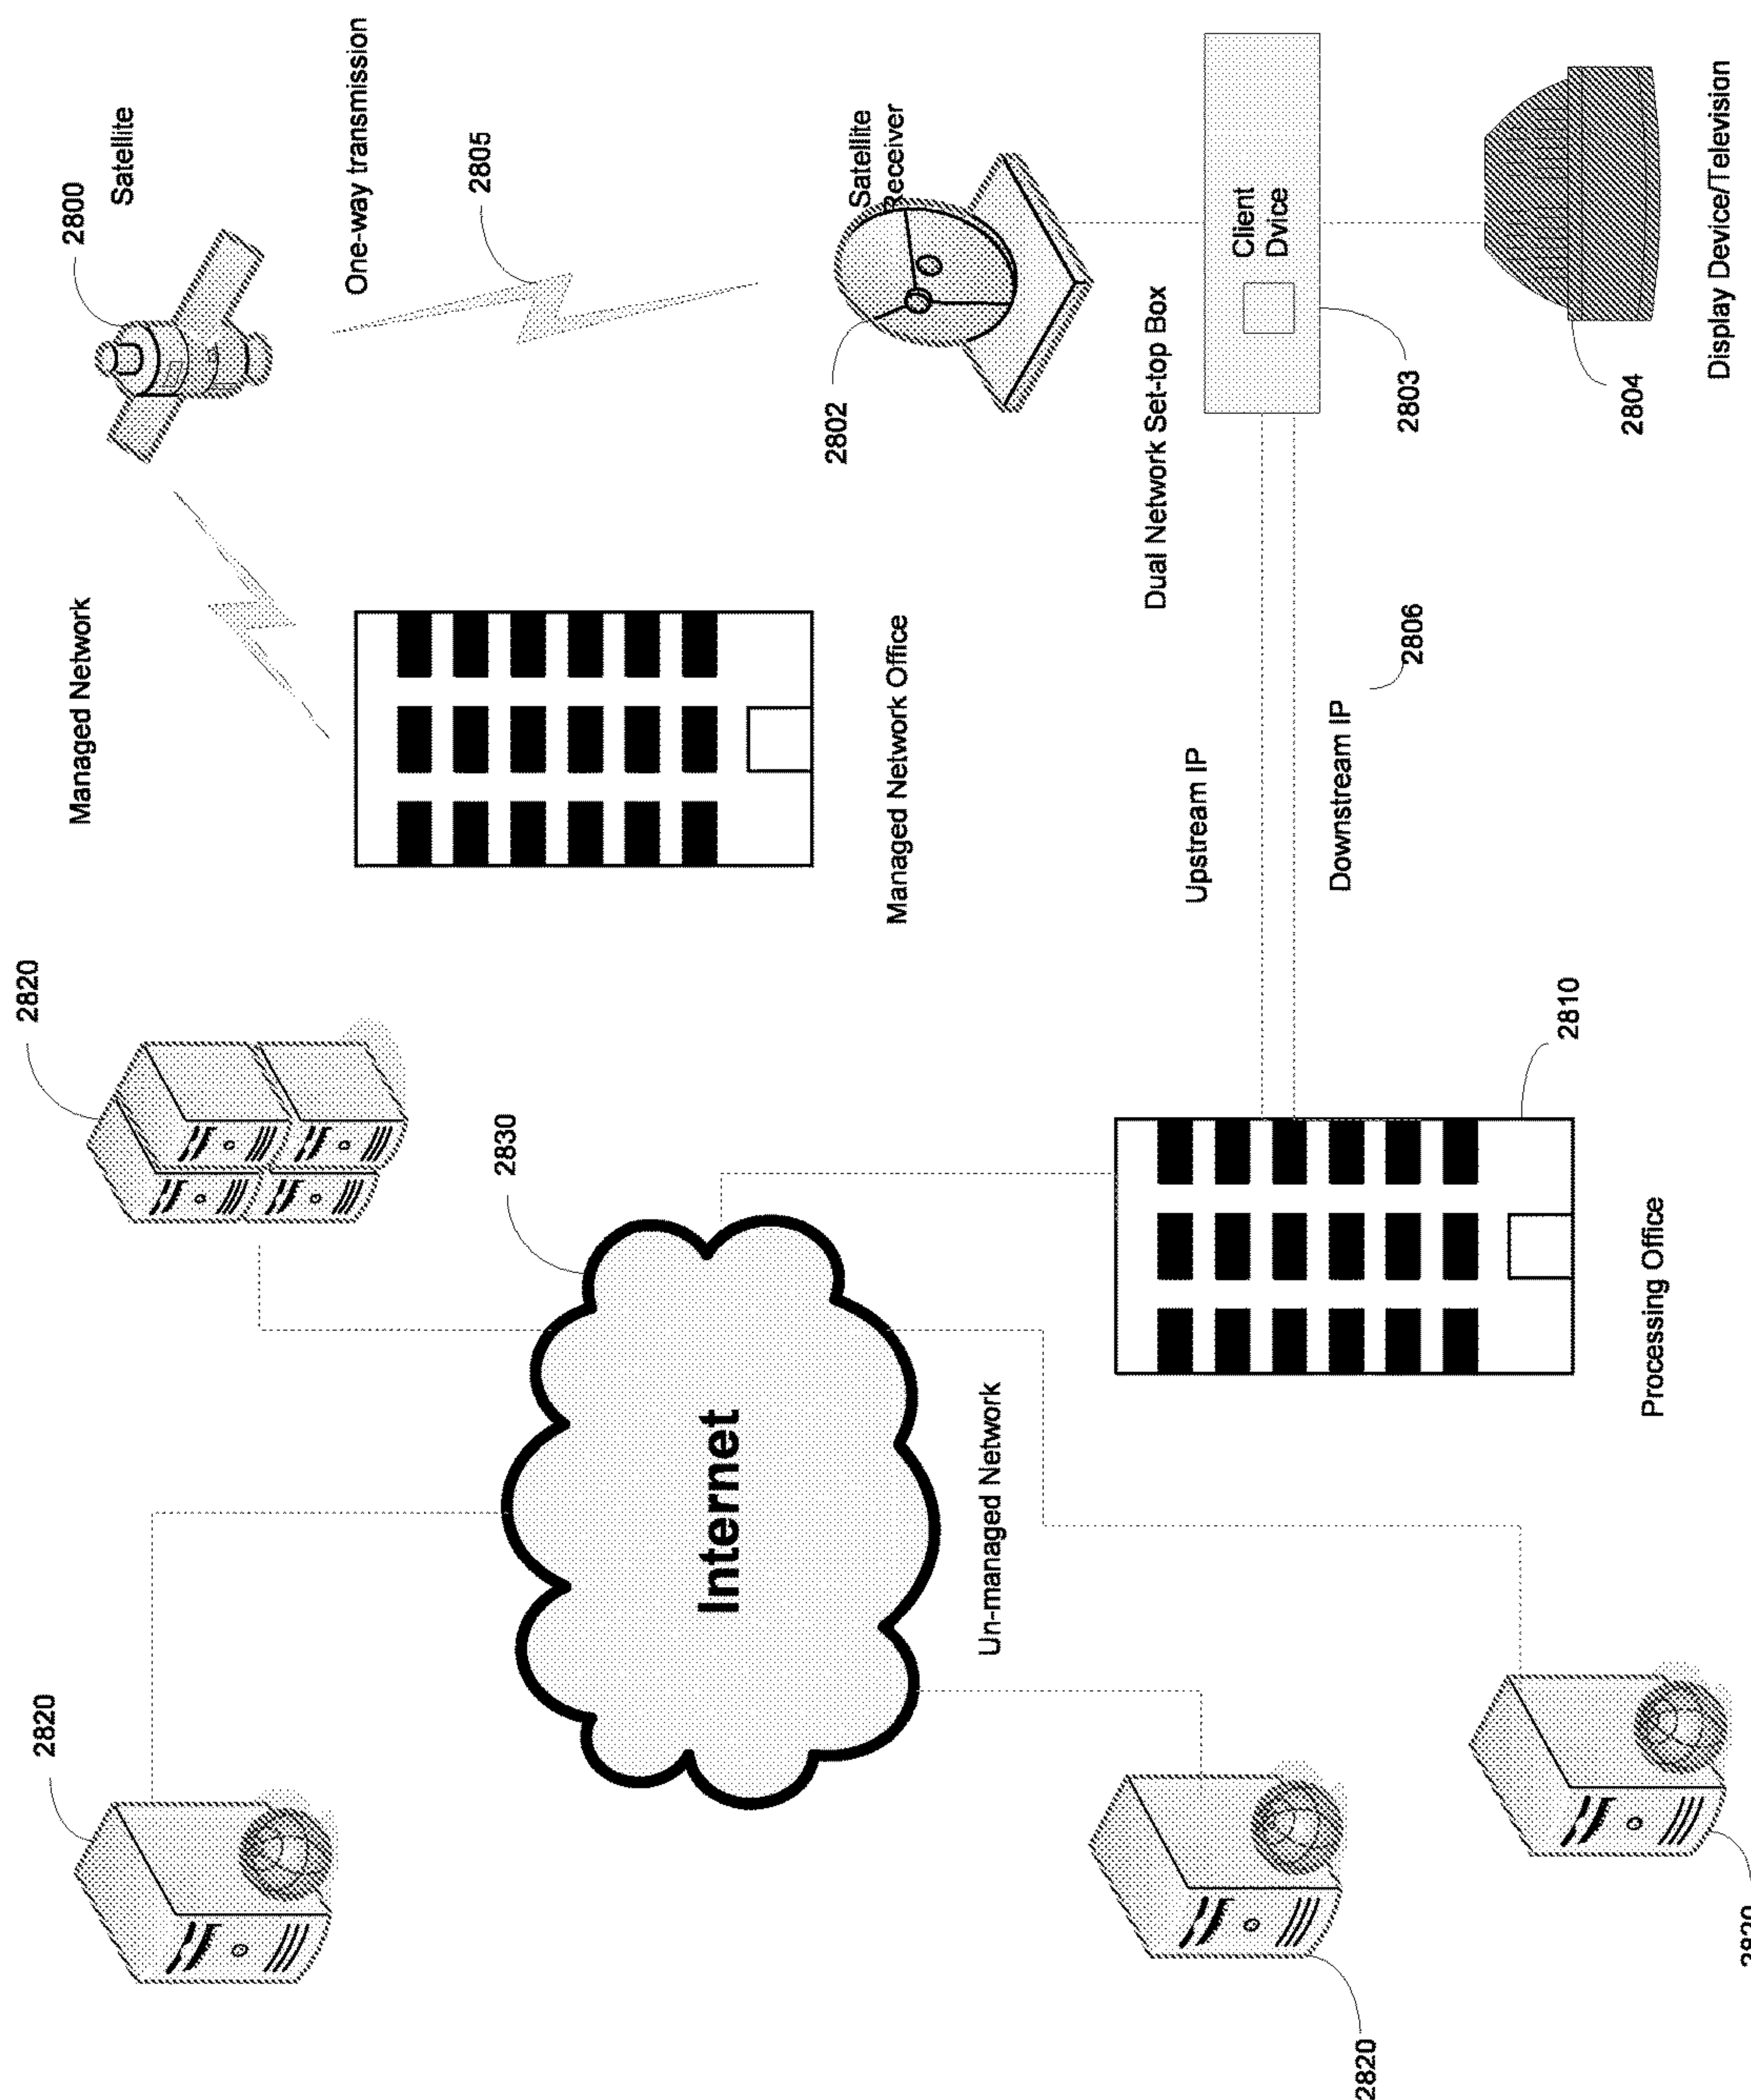 2820
2820
Managed Network
2800
Satellite
One-way transmission
2805
2830
Internet
2802
Satellite
Receiver
Managed Network Office
Un-managed Network
Dual Network Set-top Box
Upstream IP
Client
Dvice
Downstream IP
2820
2806
2803
2810
2804
Processing Office
Display Device/Television
2820